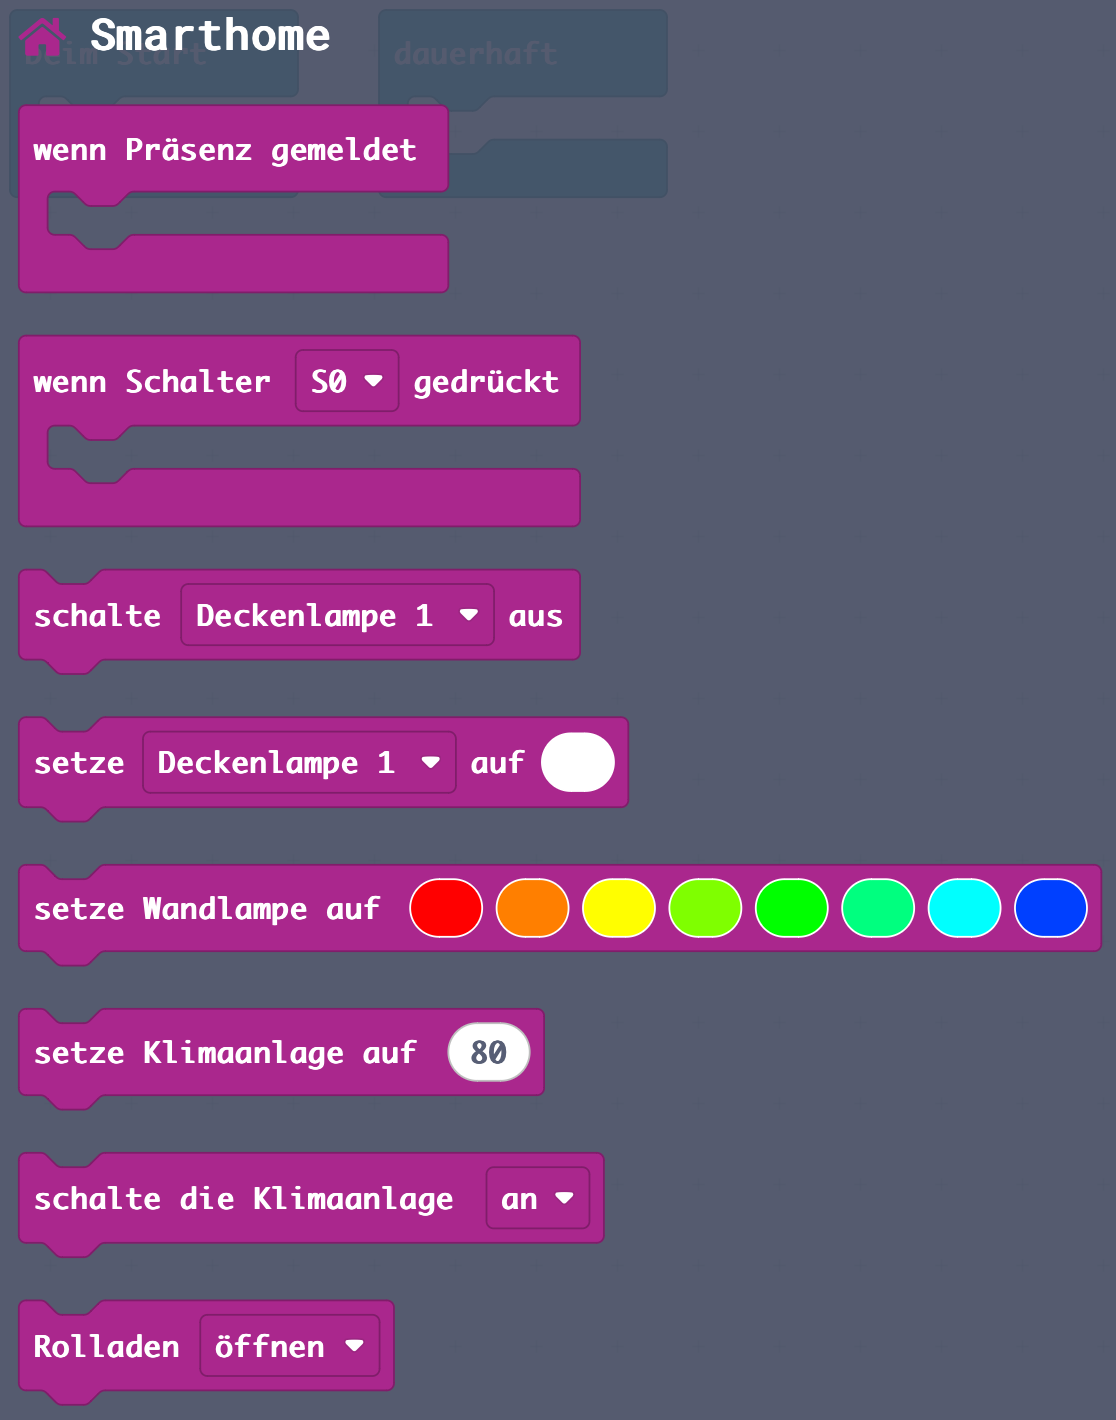 Smarthome
beim Start
dauerhaft
wenn Präsenz gemeldet
wenn Schalter S0 gedrückt
schalte Deckenlampe 1 aus
setze Deckenlampe 1 auf
setze Wandlampe auf
setze Klimaanlage auf 80
schalte die Klimaanlage an
Rolladen öffnen